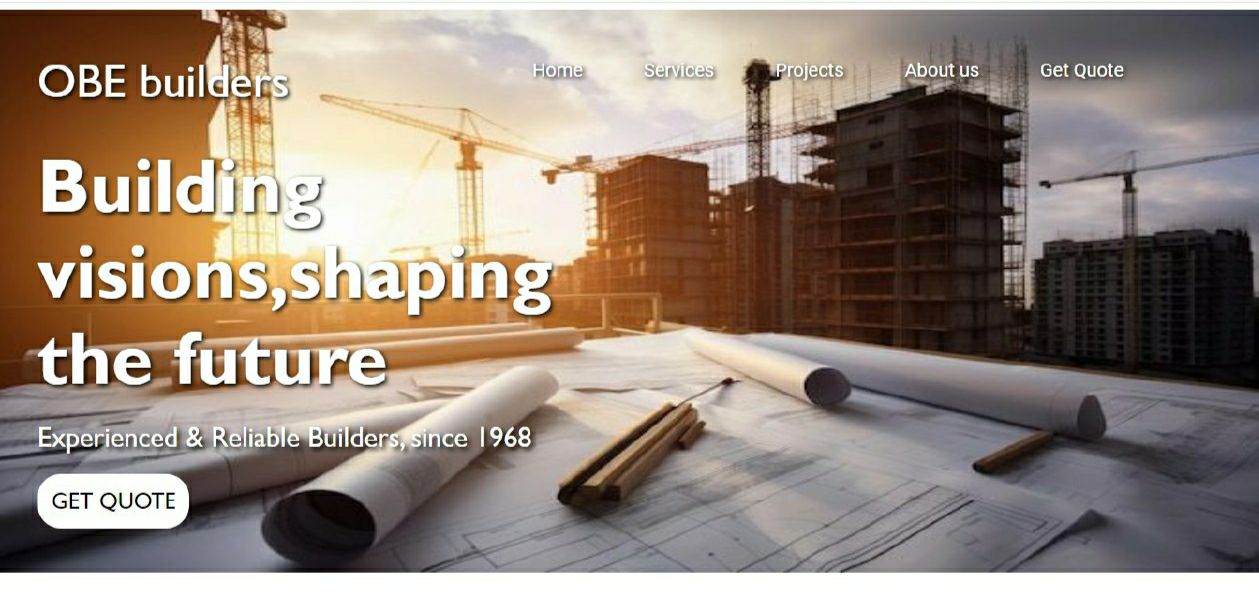 OBE builders
Home Services Projects About us Get Quote
Building
visions,shaping
the future
Experienced & Reliable Builders, since 1968
GET QUOTE